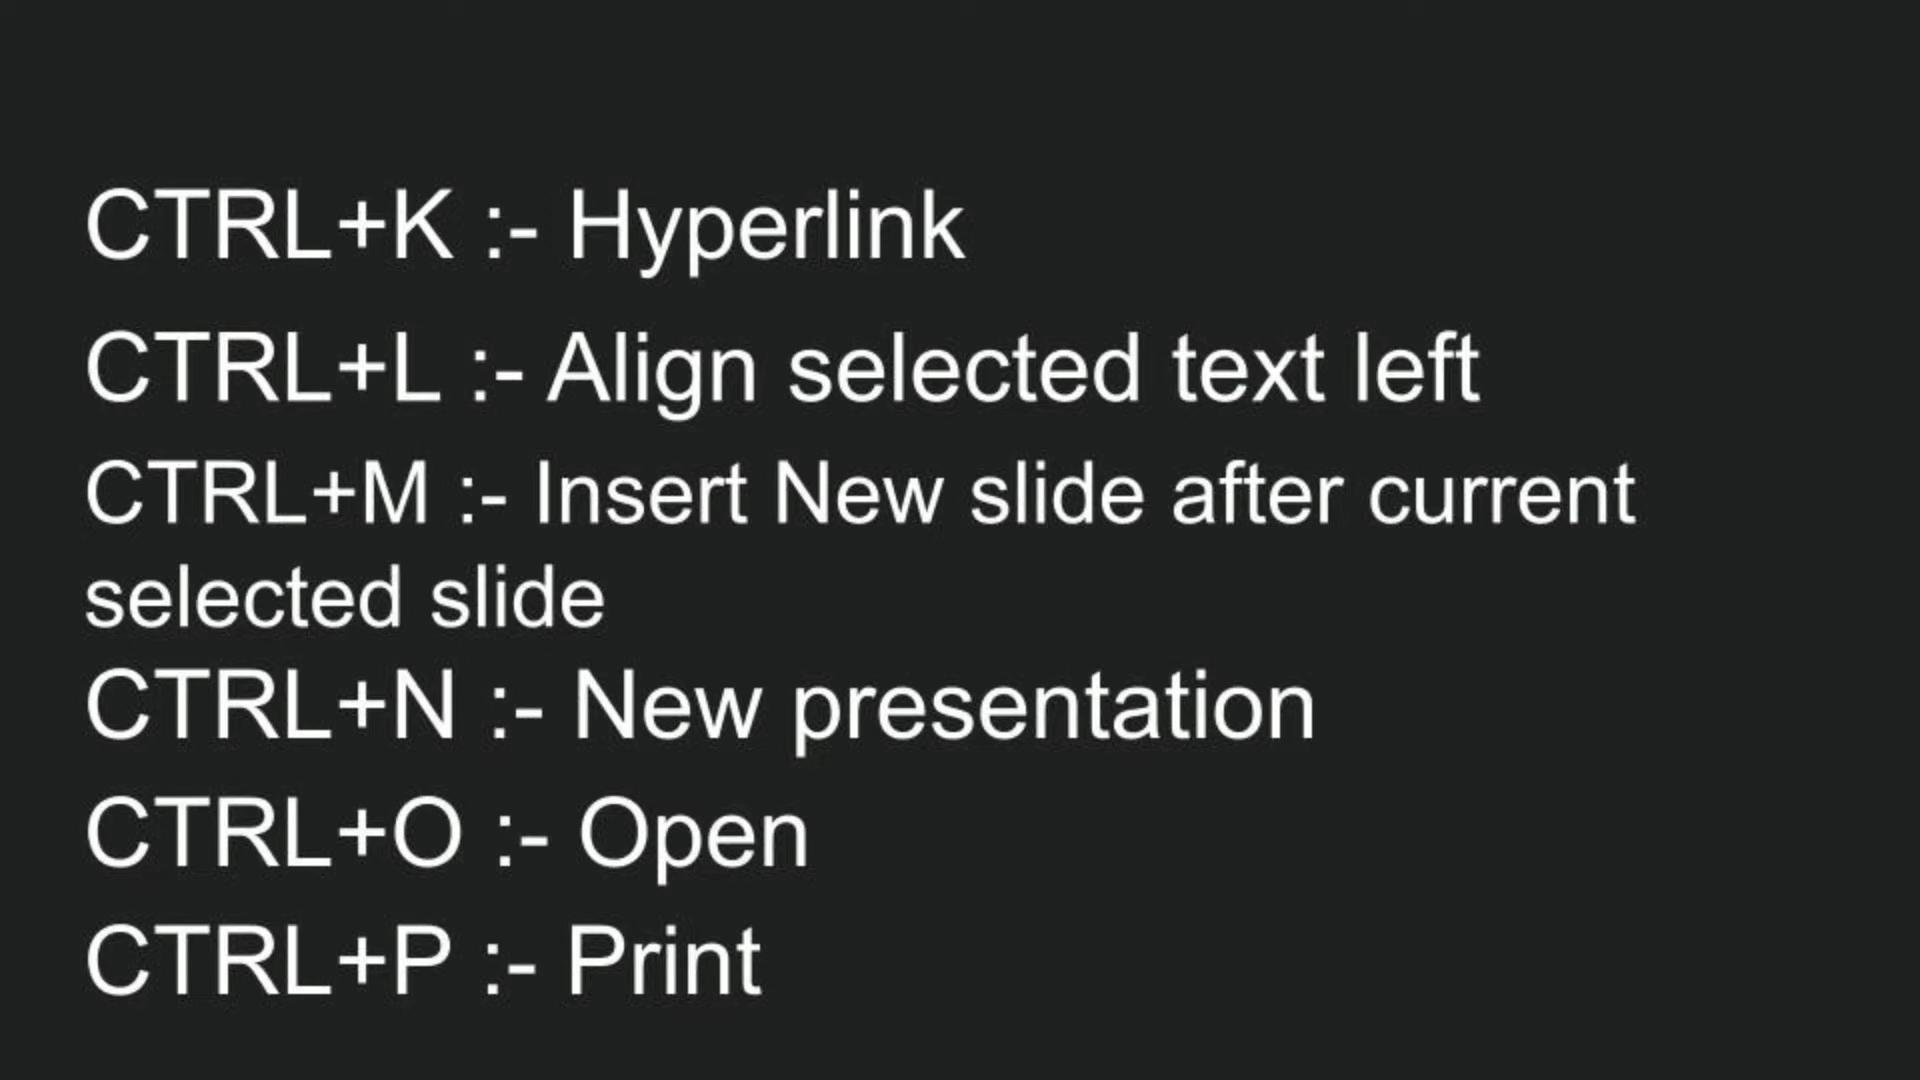 CTRL+K :- Hyperlink
CTRL+L :- Align selected text left
CTRL+M :- Insert New slide after current
selected slide
CTRL+N :- New presentation
CTRL+O :- Open
CTRL+P :- Print